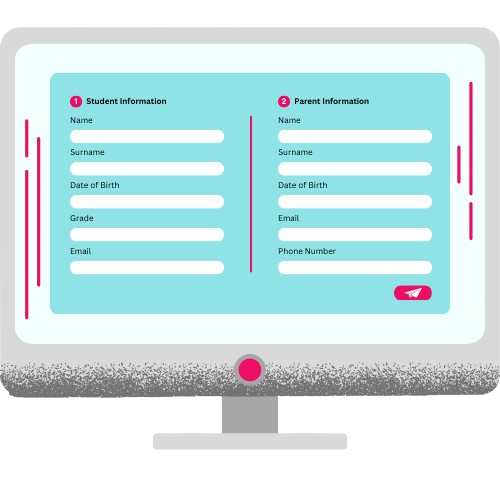 1 Student Information
Name
Surname
Date of Birth
Grade
Email
2 Parent Information
Name
Surname
Date of Birth
Email
Phone Number